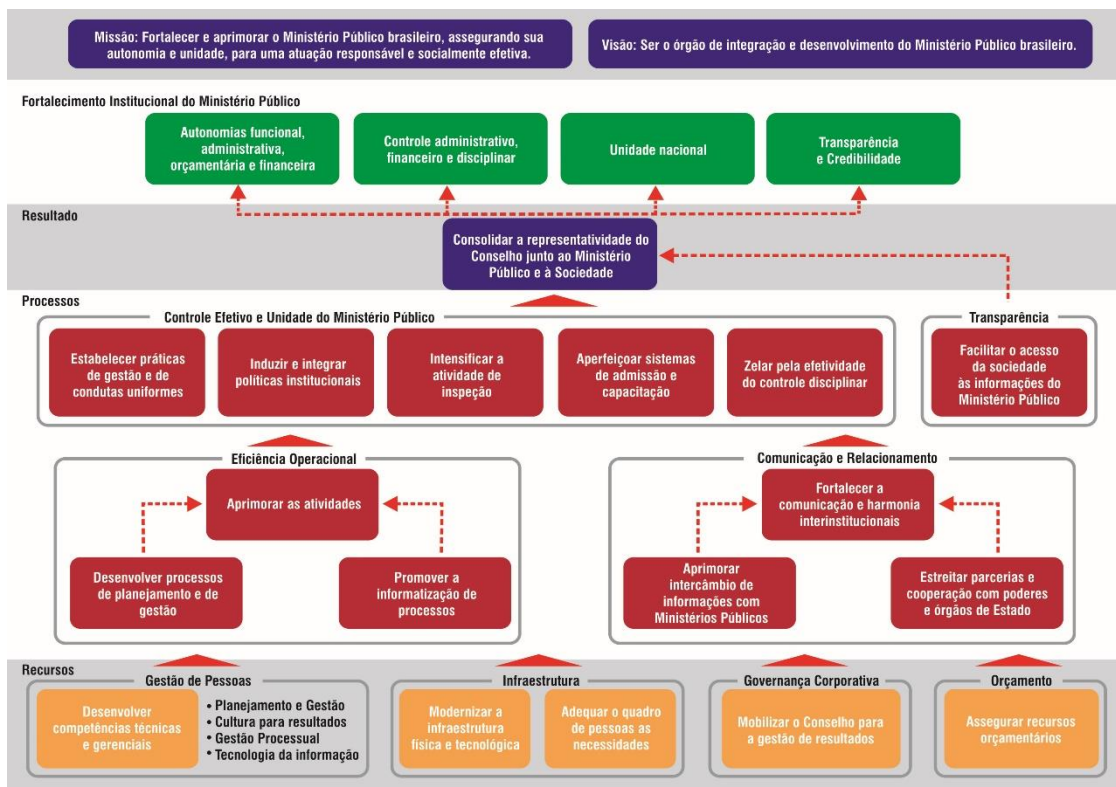 Missão: Fortalecer e aprimorar o Ministério Público brasileiro, assegurando sua
autonomia e unidade, para uma atuação responsável e socialmente efetiva.
Visão: Ser o órgão de integração e desenvolvimento do Ministério Público brasileiro.
Fortalecimento Institucional do Ministério Público
Autonomias funcional,
administrativa,
orçamentária e financeira
Controle administrativo,
financeiro e disciplinar
Unidade nacional
Transparência
e Credibilidade
Resultado
Consolidar a representatividade do
Conselho junto ao Ministério
Público e à Sociedade
Processos
Controle Efetivo e Unidade do Ministério Público
Estabelecer práticas
de gestão e de
condutas uniformes
Induzir e integrar
políticas institucionais
Intensificar a
atividade de
inspeção
Aperfeiçoar sistemas
de admissão e
capacitação
Zelar pela efetividade
do controle disciplinar
Transparência
Facilitar o acesso
da sociedade
às informações do
Ministério Público
Eficiência Operacional
Aprimorar as atividades
Desenvolver processos
de planejamento e de
gestão
Promover a
informatização de
processos
Comunicação e Relacionamento
Fortalecer a
comunicação e harmonia
interinstitucionais
Aprimorar
intercâmbio de
informações com
Ministérios Públicos
Estreitar parcerias e
cooperação com poderes
e órgãos de Estado
Recursos
Gestão de Pessoas
Desenvolver
competências técnicas
e gerenciais
• Planejamento e Gestão
• Cultura para resultados
• Gestão Processual
• Tecnologia da informação
Infraestrutura
Modernizar a
infraestrutura
física e tecnológica
Adequar o quadro
de pessoas as
necessidades
Governança Corporativa
Mobilizar o Conselho para
a gestão de resultados
Orçamento
Assegurar recursos
orçamentários